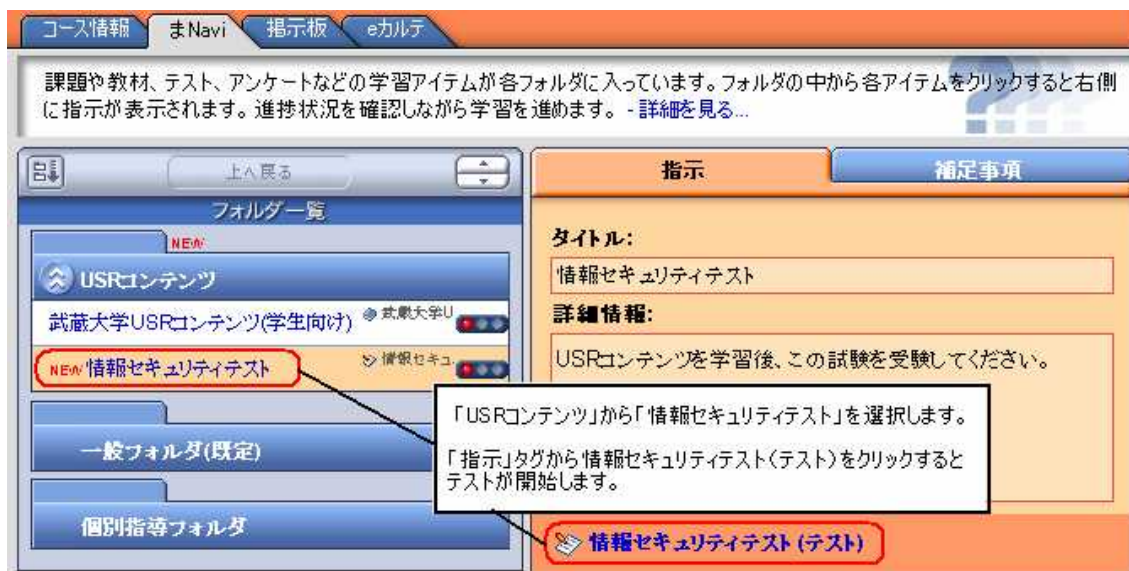 コース情報
まNavi
掲示板
eカルテ
課題や教材、テスト、アンケートなどの学習アイテムが各フォルダに入っています。フォルダの中から各アイテムをクリックすると右側
に指示が表示されます。進捗状況を確認しながら学習を進めます。 - 詳細を見る...
上へ戻る
フォルダ一覧
NEW
USRコンテンツ
武蔵大学USRコンテンツ(学生向け)
武蔵大学U
NEW 情報セキュリティテスト
情報セキュ
一般フォルダ(既定)
個別指導フォルダ
指示
補足事項
タイトル:
情報セキュリティテスト
詳細情報:
USRコンテンツを学習後、この試験を受験してください。
「USRコンテンツ」から「情報セキュリティテスト」を選択します。
「指示」タグから情報セキュリティテスト(テスト)をクリックすると
テストが開始します。
情報セキュリティテスト (テスト)